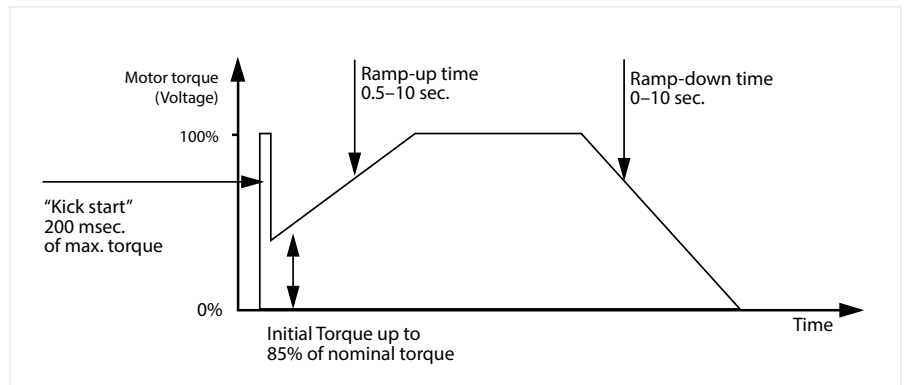 Motor torque
(Voltage)
100%
Ramp-up time
0.5–10 sec.
Ramp-down time
0–10 sec.
“Kick start”
200 msec.
of max. torque
0%
Time
Initial Torque up to
85% of nominal torque